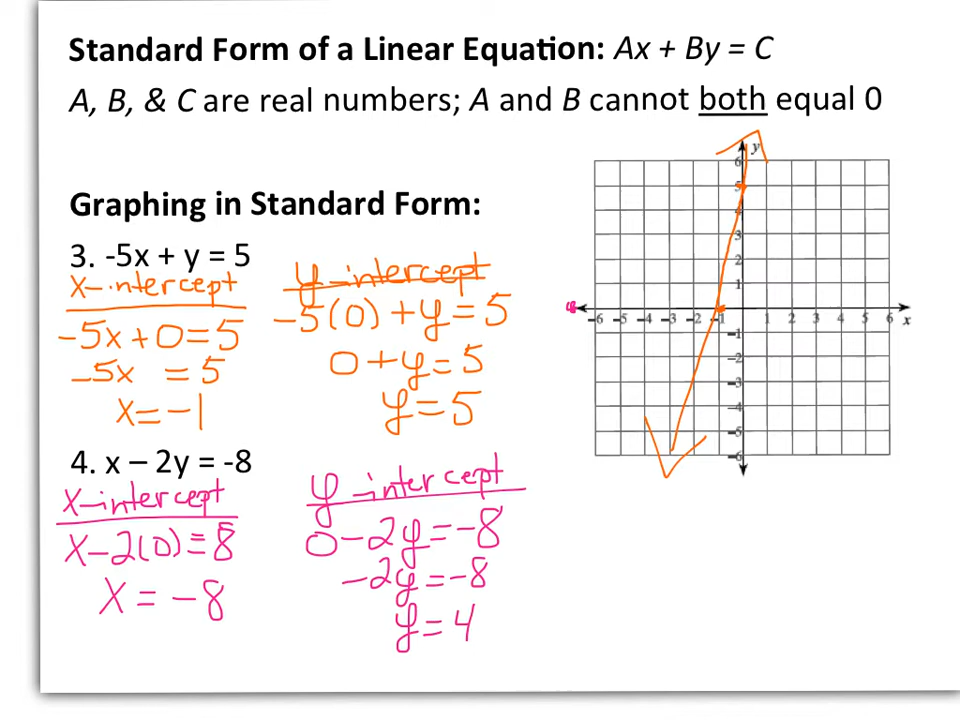 Standard Form of a Linear Equation: Ax + By = C
A, B, & C are real numbers; A and B cannot both equal 0
Graphing in Standard Form:
3. -5x + y = 5
x-intercept
-5x + 0 = 5
-5x = 5
x = -1
y-intercept
-5(0) + y = 5
0 + y = 5
y = 5
4. x – 2y = -8
x-intercept
x - 2(0) = 8
x = -8
y-intercept
0 - 2y = -8
-2y = -8
y = 4
y
6
5
4
3
2
1
-6 -5 -4 -3 -2 -1 1 2 3 4 5 6 x
-1
-2
-3
-4
-5
-6